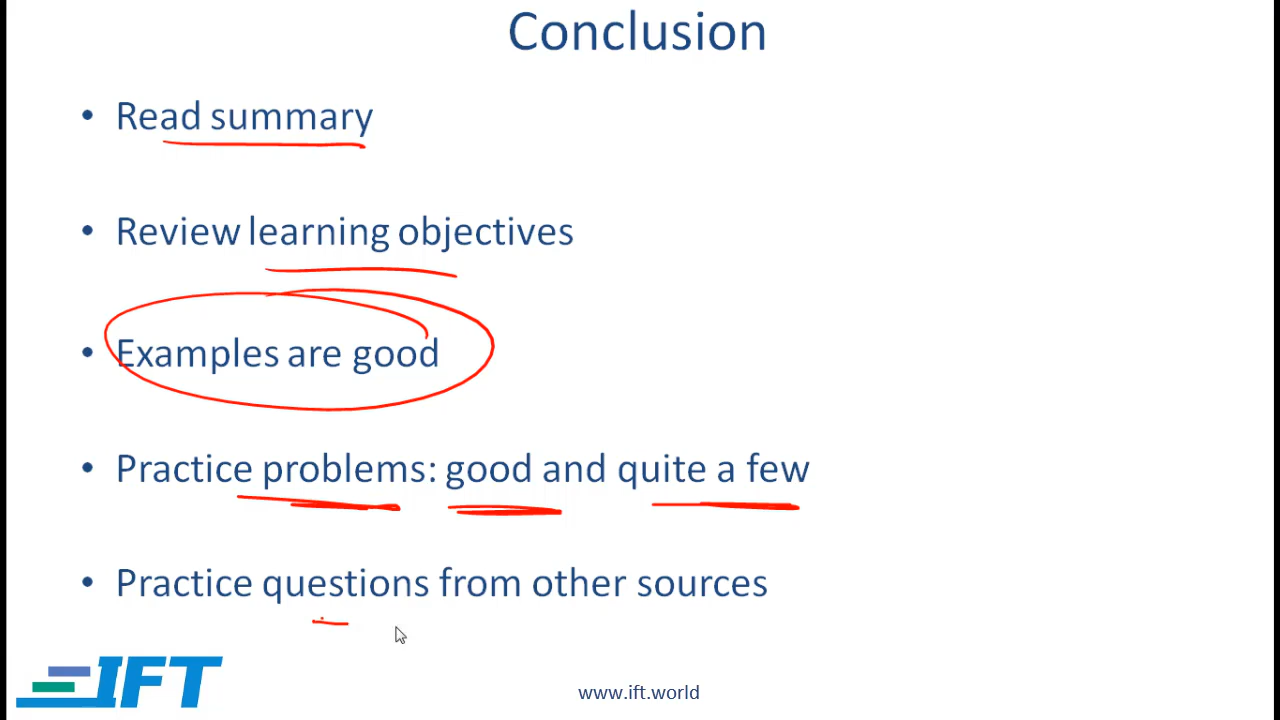 Conclusion
• Read summary
• Review learning objectives
• Examples are good
• Practice problems: good and quite a few
• Practice questions from other sources
IFT
www.ift.world